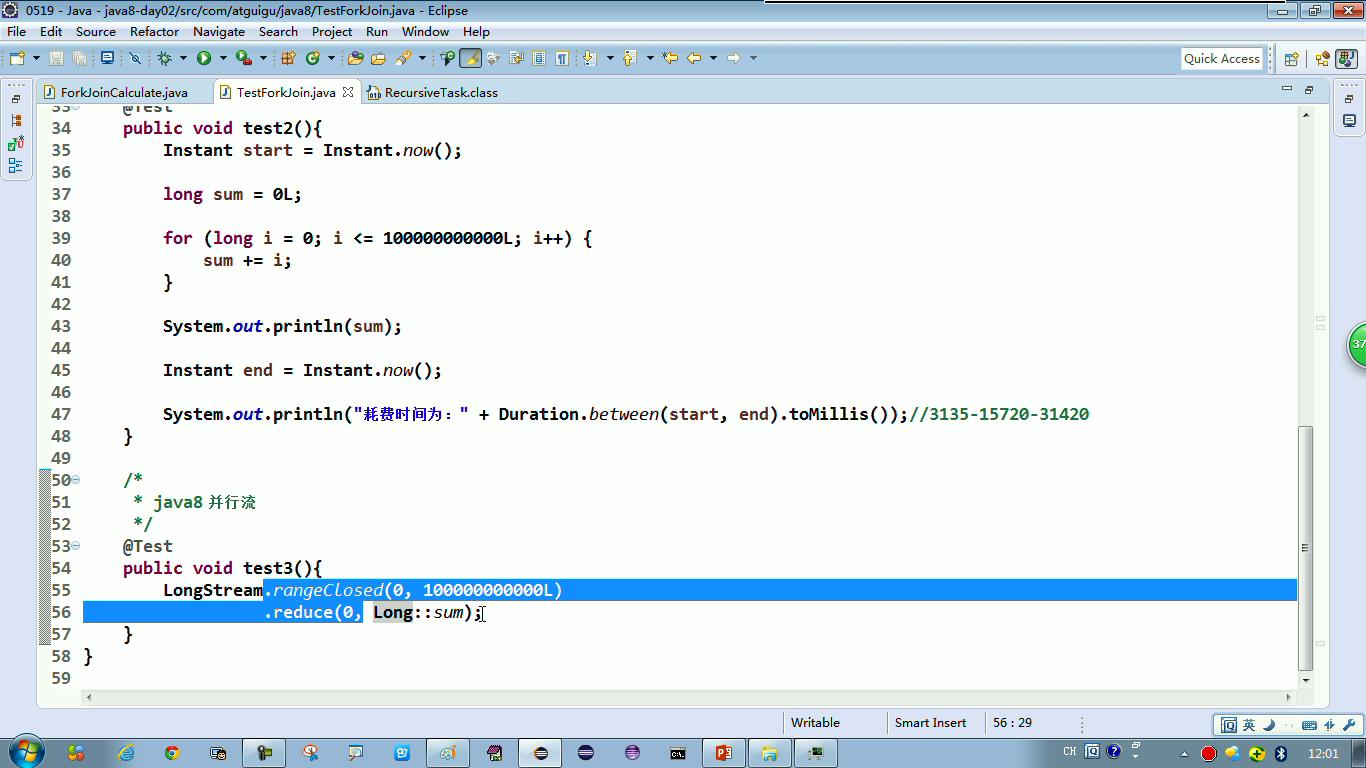 0519 - Java - java8-day02/src/com/atguigu/java8/TestForkJoin.java - Eclipse
File Edit Source Refactor Navigate Search Project Run Window Help
Quick Access
ForkJoinCalculate.java TestForkJoin.java RecursiveTask.class
33 @Test
34 public void test2(){
35 Instant start = Instant.now();
36
37 long sum = 0L;
38
39 for (long i = 0; i <= 100000000000L; i++) {
40 sum += i;
41 }
42
43 System.out.println(sum);
44
45 Instant end = Instant.now();
46
47 System.out.println("耗费时间为：" + Duration.between(start, end).toMillis());//3135-15720-31420
48 }
49
50 /*
51 * java8 并行流
52 */
53 @Test
54 public void test3(){
55 LongStream.rangeClosed(0, 100000000000L)
56 .reduce(0, Long::sum);
57 }
58 }
59
37
Writable Smart Insert 56 : 29
英
CH 12:01